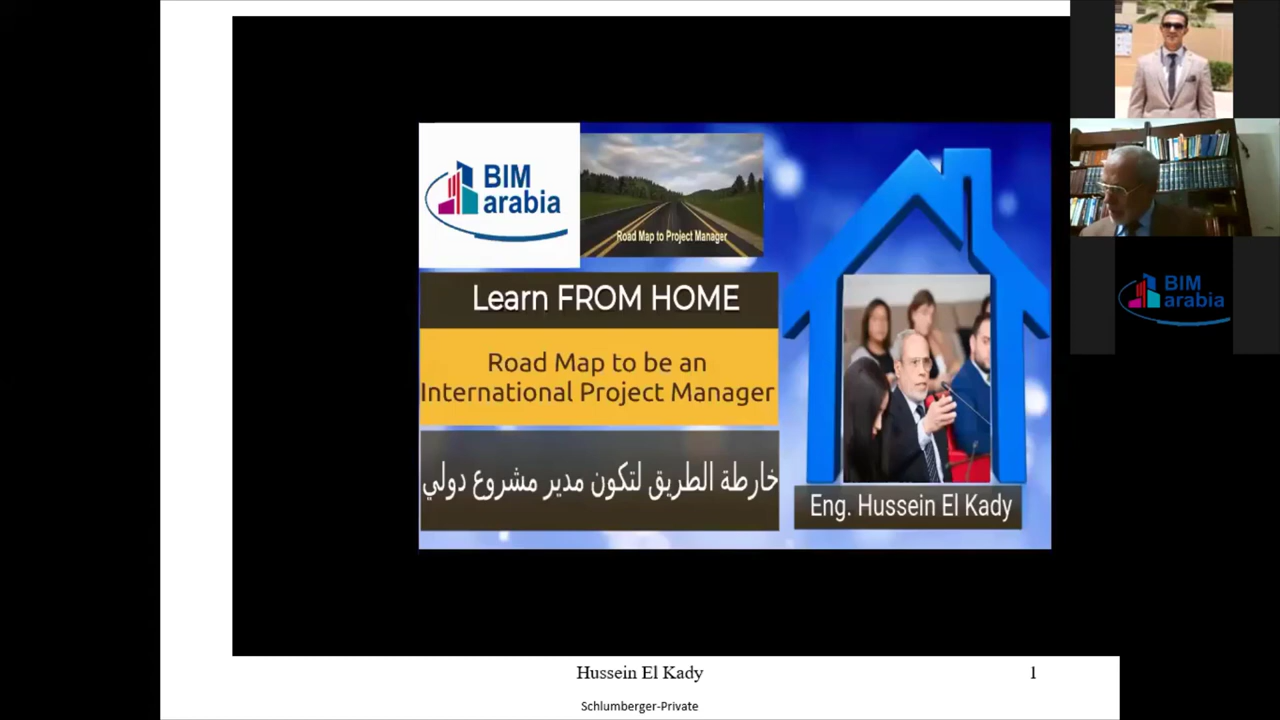 BIM
arabia
Road Map to Project Manager
Learn FROM HOME
Road Map to be an
International Project Manager
خارطة الطريق لتكون مدير مشروع دولي
Eng. Hussein El Kady
Hussein El Kady
1
Schlumberger-Private
BIM
arabia